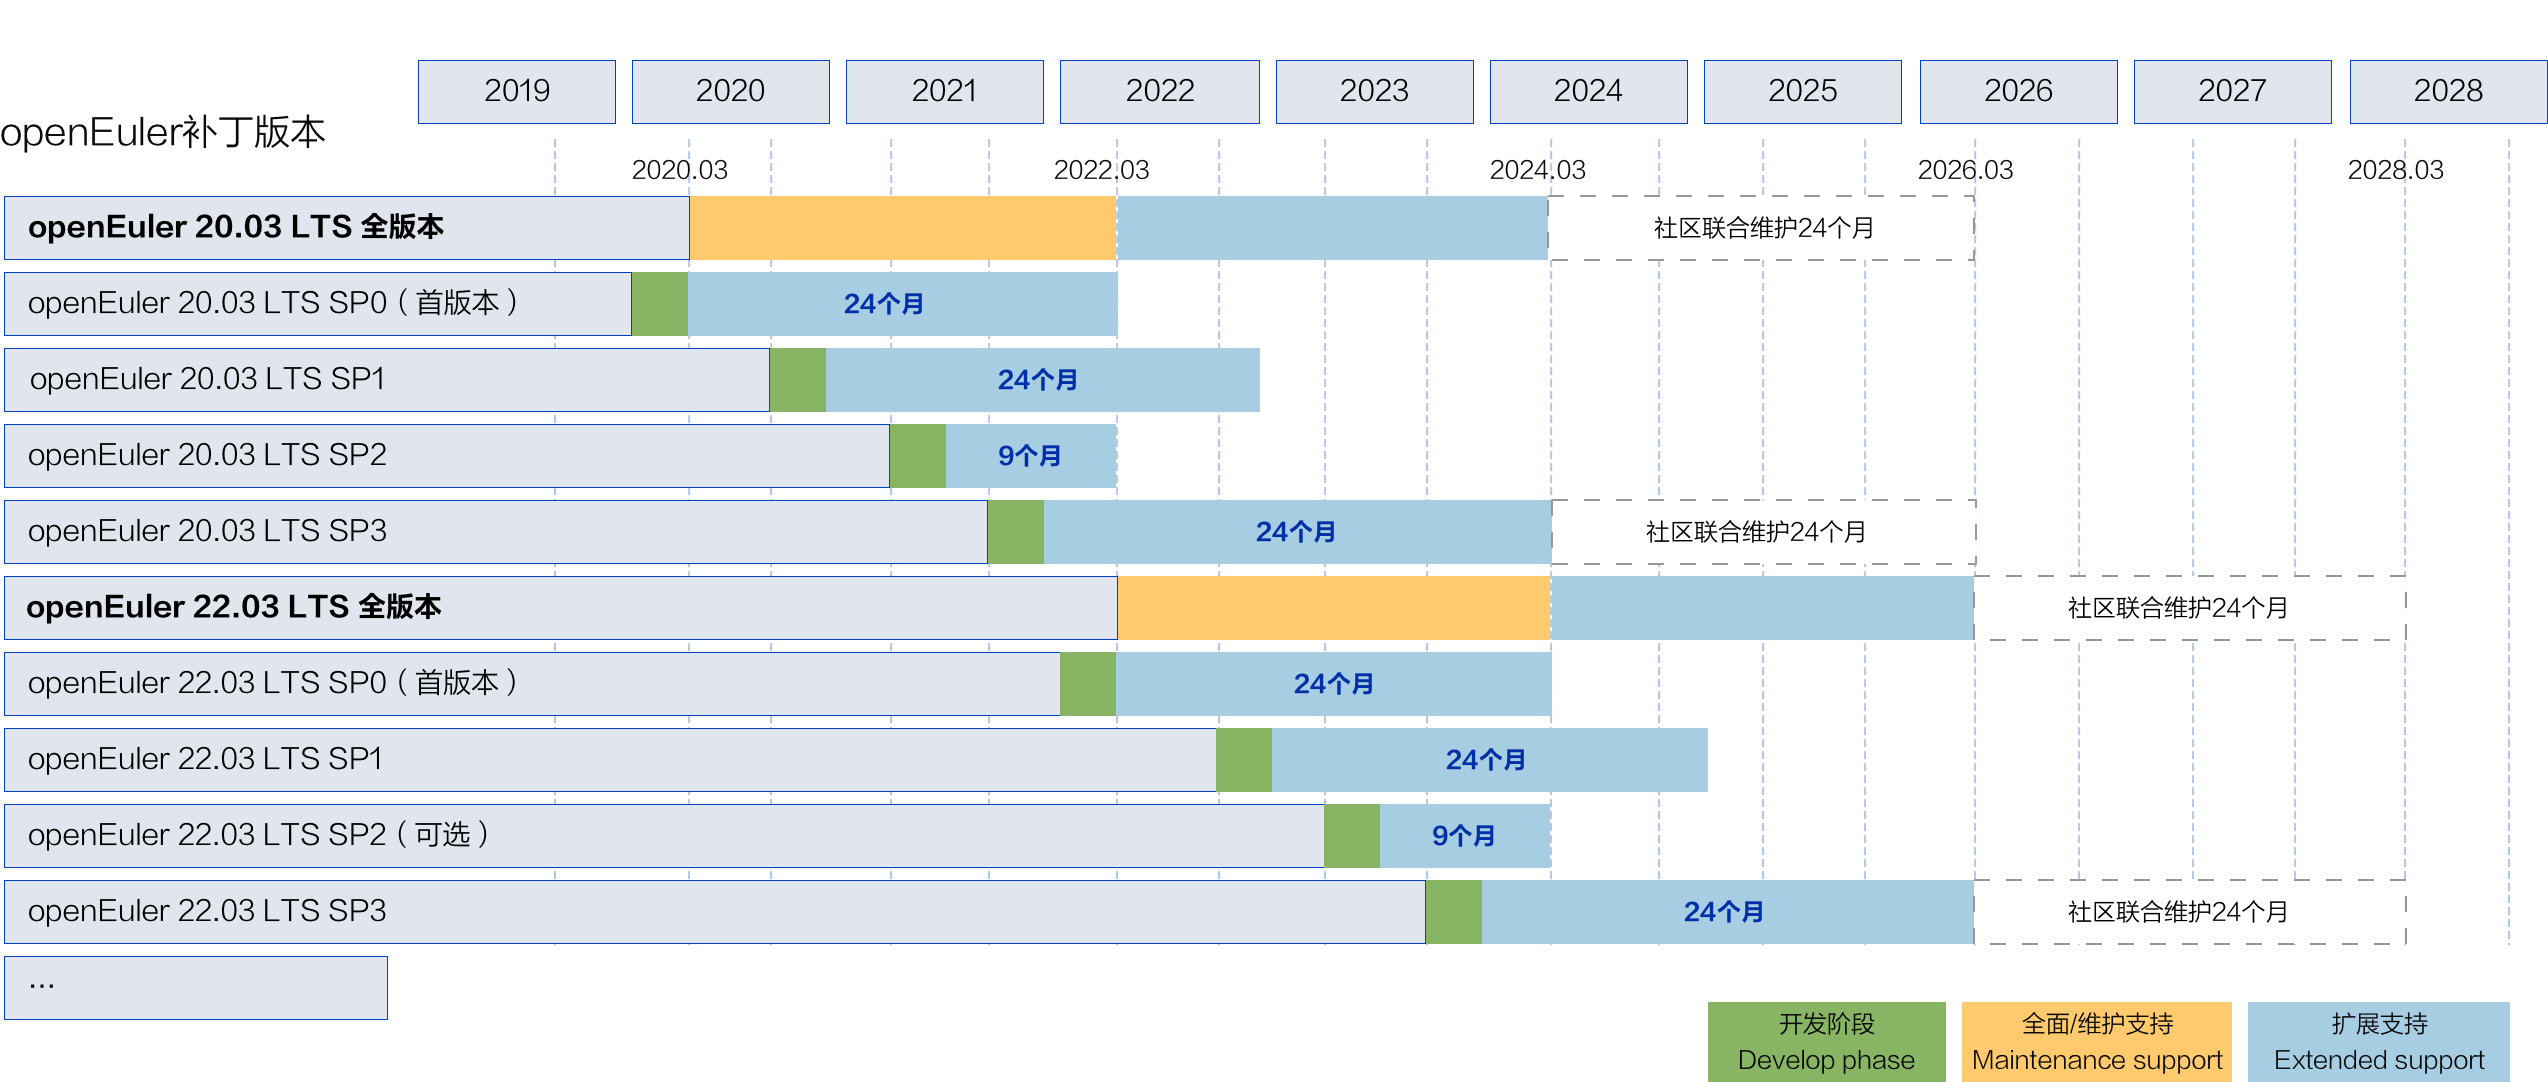 2019 2020 2021 2022 2023 2024 2025 2026 2027 2028
openEuler补丁版本
2020.03 2022.03 2024.03 2026.03 2028.03
openEuler 20.03 LTS 全版本 社区联合维护24个月
openEuler 20.03 LTS SP0（首版本） 24个月
openEuler 20.03 LTS SP1 24个月
openEuler 20.03 LTS SP2 9个月
openEuler 20.03 LTS SP3 24个月 社区联合维护24个月
openEuler 22.03 LTS 全版本 社区联合维护24个月
openEuler 22.03 LTS SP0（首版本） 24个月
openEuler 22.03 LTS SP1 24个月
openEuler 22.03 LTS SP2（可选） 9个月
openEuler 22.03 LTS SP3 24个月 社区联合维护24个月
...
开发阶段 全面/维护支持 扩展支持
Develop phase Maintenance support Extended support